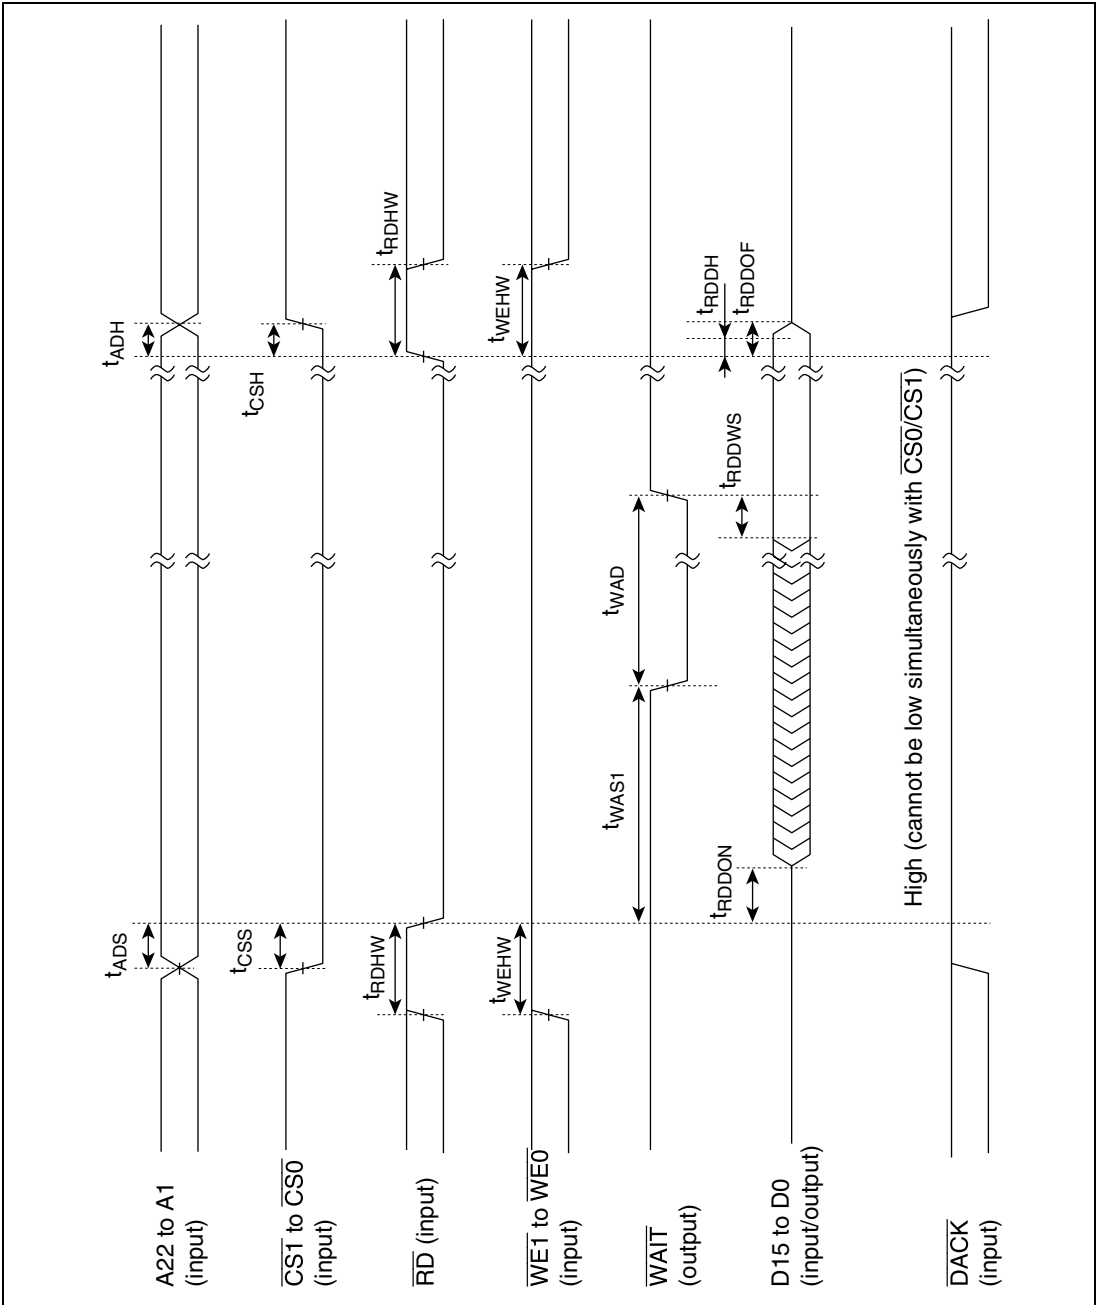 A22 to A1
(input)
tADS
tADH
CS1 to CS0
(input)
tCSS
tCSH
RD (input)
tRDHW
tRDHW
WE1 to WE0
(input)
tWEHW
tWEHW
WAIT
(output)
tWAS1
tWAD
D15 to D0
(input/output)
tRDDON
tRDDWS
tRDDH
tRDDOF
High (cannot be low simultaneously with CS0/CS1)
DACK
(input)